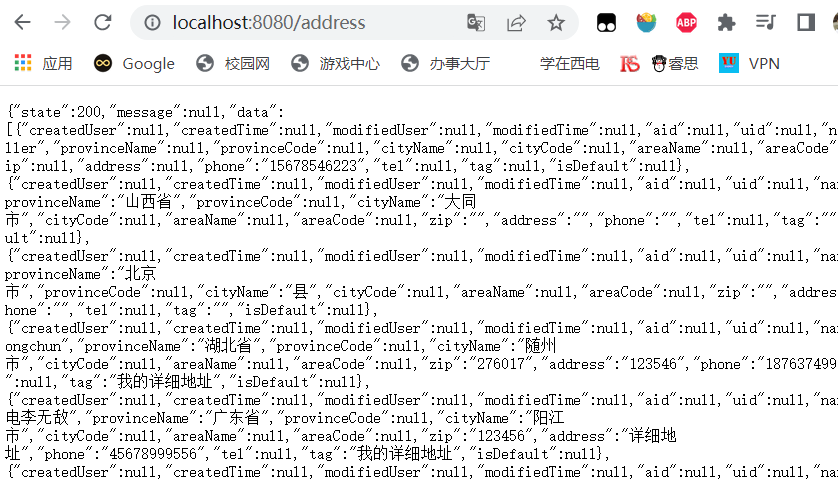 localhost:8080/address
ABP
应用 Google 校园网 游戏中心 办事大厅 学在西电 RS 睿思 YU VPN
{"state":200,"message":null,"data":
[{"createdUser":null,"createdTime":null,"modifiedUser":null,"modifiedTime":null,"aid":null,"uid":null,"n
ller","provinceName":null,"provinceCode":null,"cityName":null,"cityCode":null,"areaName":null,"areaCode"
ip":null,"address":null,"phone":"15678546223","tel":null,"tag":null,"isDefault":null},
{"createdUser":null,"createdTime":null,"modifiedUser":null,"modifiedTime":null,"aid":null,"uid":null,"nam
provinceName":"山西省","provinceCode":null,"cityName":"大同
市","cityCode":null,"areaName":null,"areaCode":null,"zip":"","address":"","phone":"","tel":null,"tag":""
ult":null},
{"createdUser":null,"createdTime":null,"modifiedUser":null,"modifiedTime":null,"aid":null,"uid":null,"nam
provinceName":"北京
市","provinceCode":null,"cityName":"县","cityCode":null,"areaName":null,"areaCode":null,"zip":"","addres
hone":"","tel":null,"tag":"","isDefault":null},
{"createdUser":null,"createdTime":null,"modifiedUser":null,"modifiedTime":null,"aid":null,"uid":null,"nam
ongchun","provinceName":"湖北省","provinceCode":null,"cityName":"随州
市","cityCode":null,"areaName":null,"areaCode":null,"zip":"276017","address":"123546","phone":"187637499
":null,"tag":"我的详细地址","isDefault":null},
{"createdUser":null,"createdTime":null,"modifiedUser":null,"modifiedTime":null,"aid":null,"uid":null,"nam
电李无敌","provinceName":"广东省","provinceCode":null,"cityName":"阳江
市","cityCode":null,"areaName":null,"areaCode":null,"zip":"123456","address":"详细地
址","phone":"45678999556","tel":null,"tag":"我的详细地址","isDefault":null},
{"createdUser":null,"createdTime":null,"modifiedUser":null,"modifiedTime":null,"aid":null,"uid":null,"nam